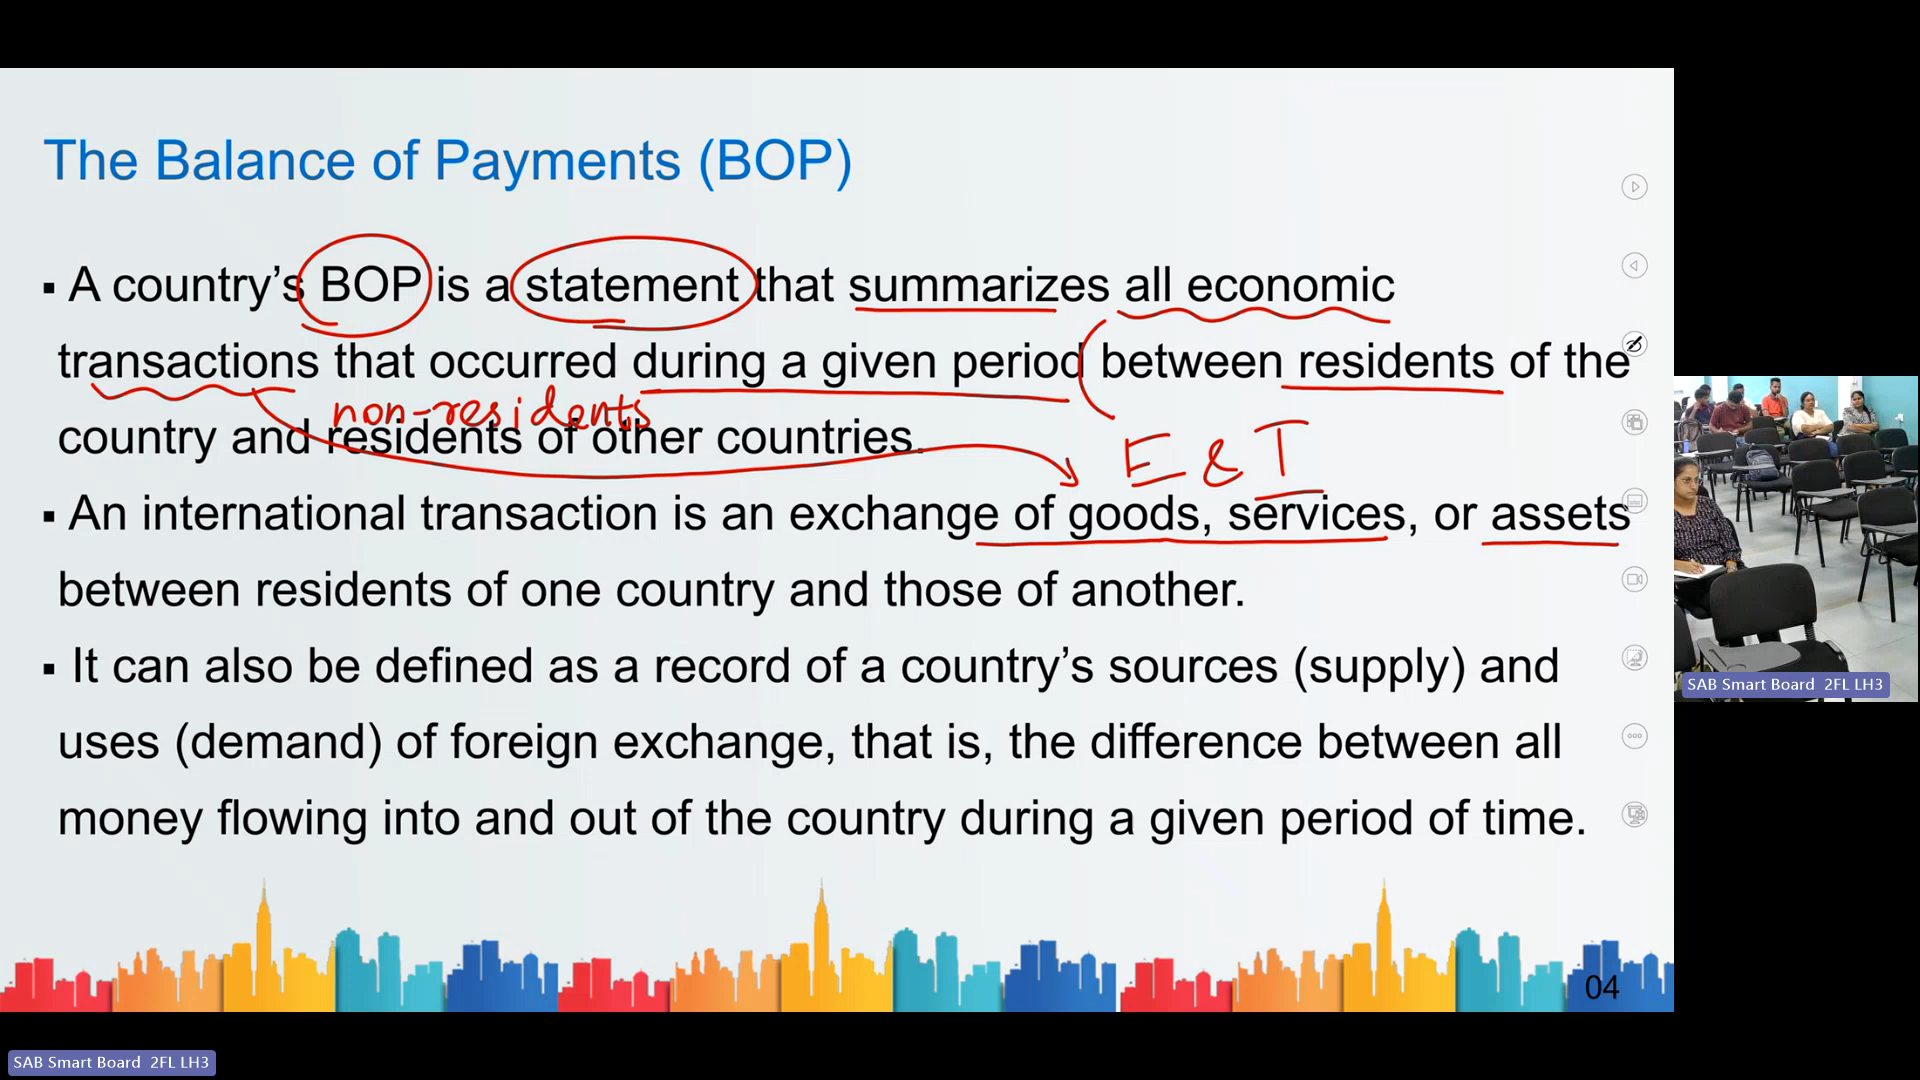 The Balance of Payments (BOP)
▪ A country’s BOP is a statement that summarizes all economic
transactions that occurred during a given period between residents of the
non-residents
country and residents of other countries.
E & T
▪ An international transaction is an exchange of goods, services, or assets
between residents of one country and those of another.
▪ It can also be defined as a record of a country’s sources (supply) and
uses (demand) of foreign exchange, that is, the difference between all
money flowing into and out of the country during a given period of time.
04
SAB Smart Board 2FL LH3
SAB Smart Board 2FL LH3